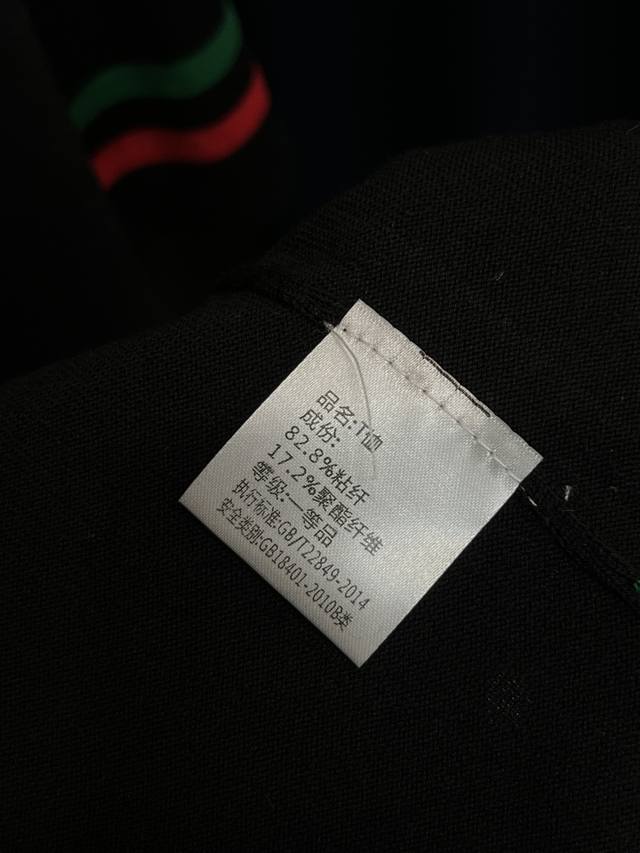 品名:T恤
成份:
82.8%粘纤
17.2%聚酯纤维
等级:一等品
执行标准:GB/T22849-2014
安全类别:GB18401-2010B类